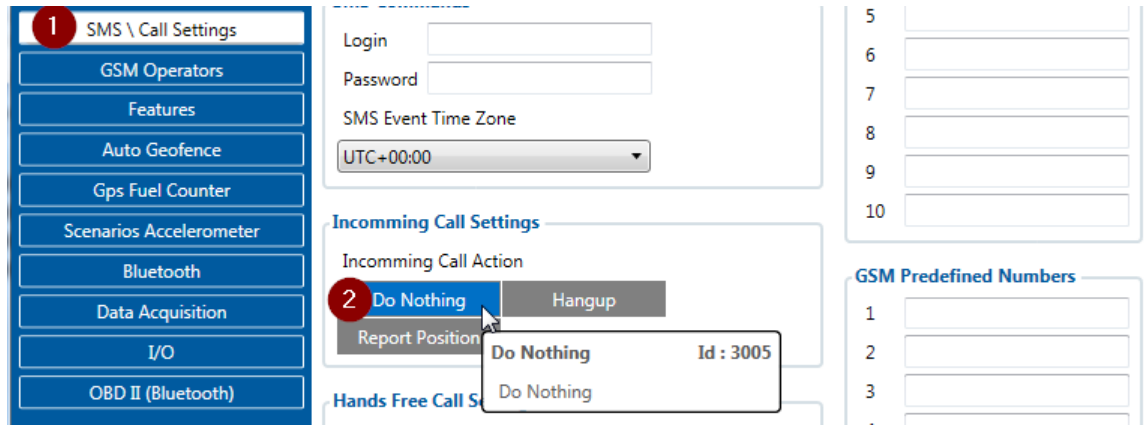 1
SMS \ Call Settings
GSM Operators
Features
Auto Geofence
Gps Fuel Counter
Scenarios Accelerometer
Bluetooth
Data Acquisition
I/O
OBD II (Bluetooth)
Login
Password
SMS Event Time Zone
UTC+00:00
Incomming Call Settings
Incomming Call Action
2 Do Nothing
Hangup
Report Position
Do Nothing Id : 3005
Do Nothing
Hands Free Call
5
6
7
8
9
10
GSM Predefined Numbers
1
2
3